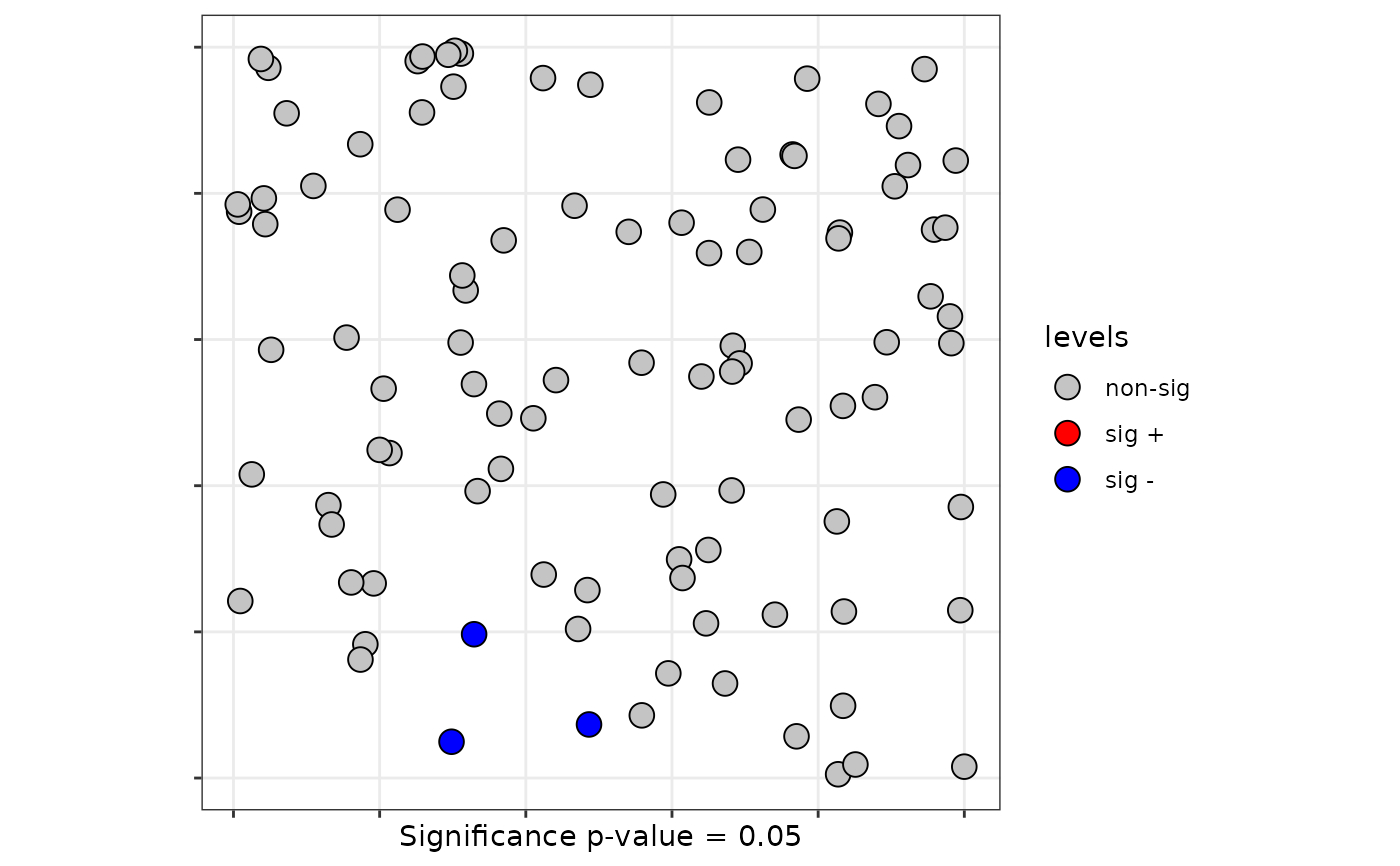 levels
non-sig
sig +
sig -
Significance p-value = 0.05